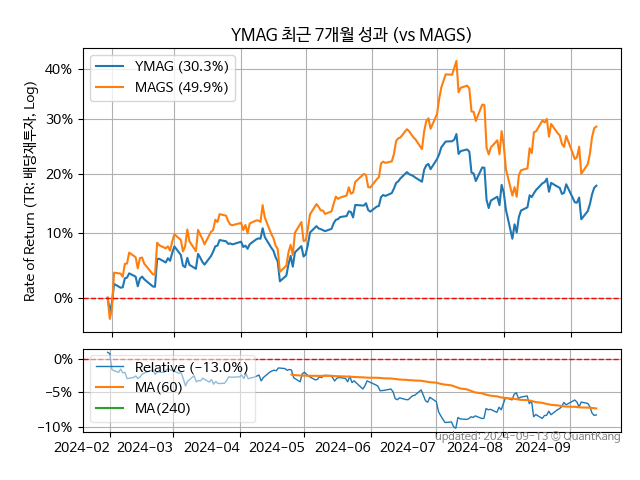 YMAG 최근 7개월 성과 (vs MAGS)
Rate of Return (TR: 배당재투자, Log)
40%
30%
20%
10%
0%
YMAG (30.3%)
MAGS (49.9%)
0%
−5%
−10%
Relative (−13.0%)
MA(60)
MA(240)
2024−02 2024−03 2024−04 2024−05 2024−06 2024−07 2024−08 2024−09
updated: 2024-09-13 © QuantKang